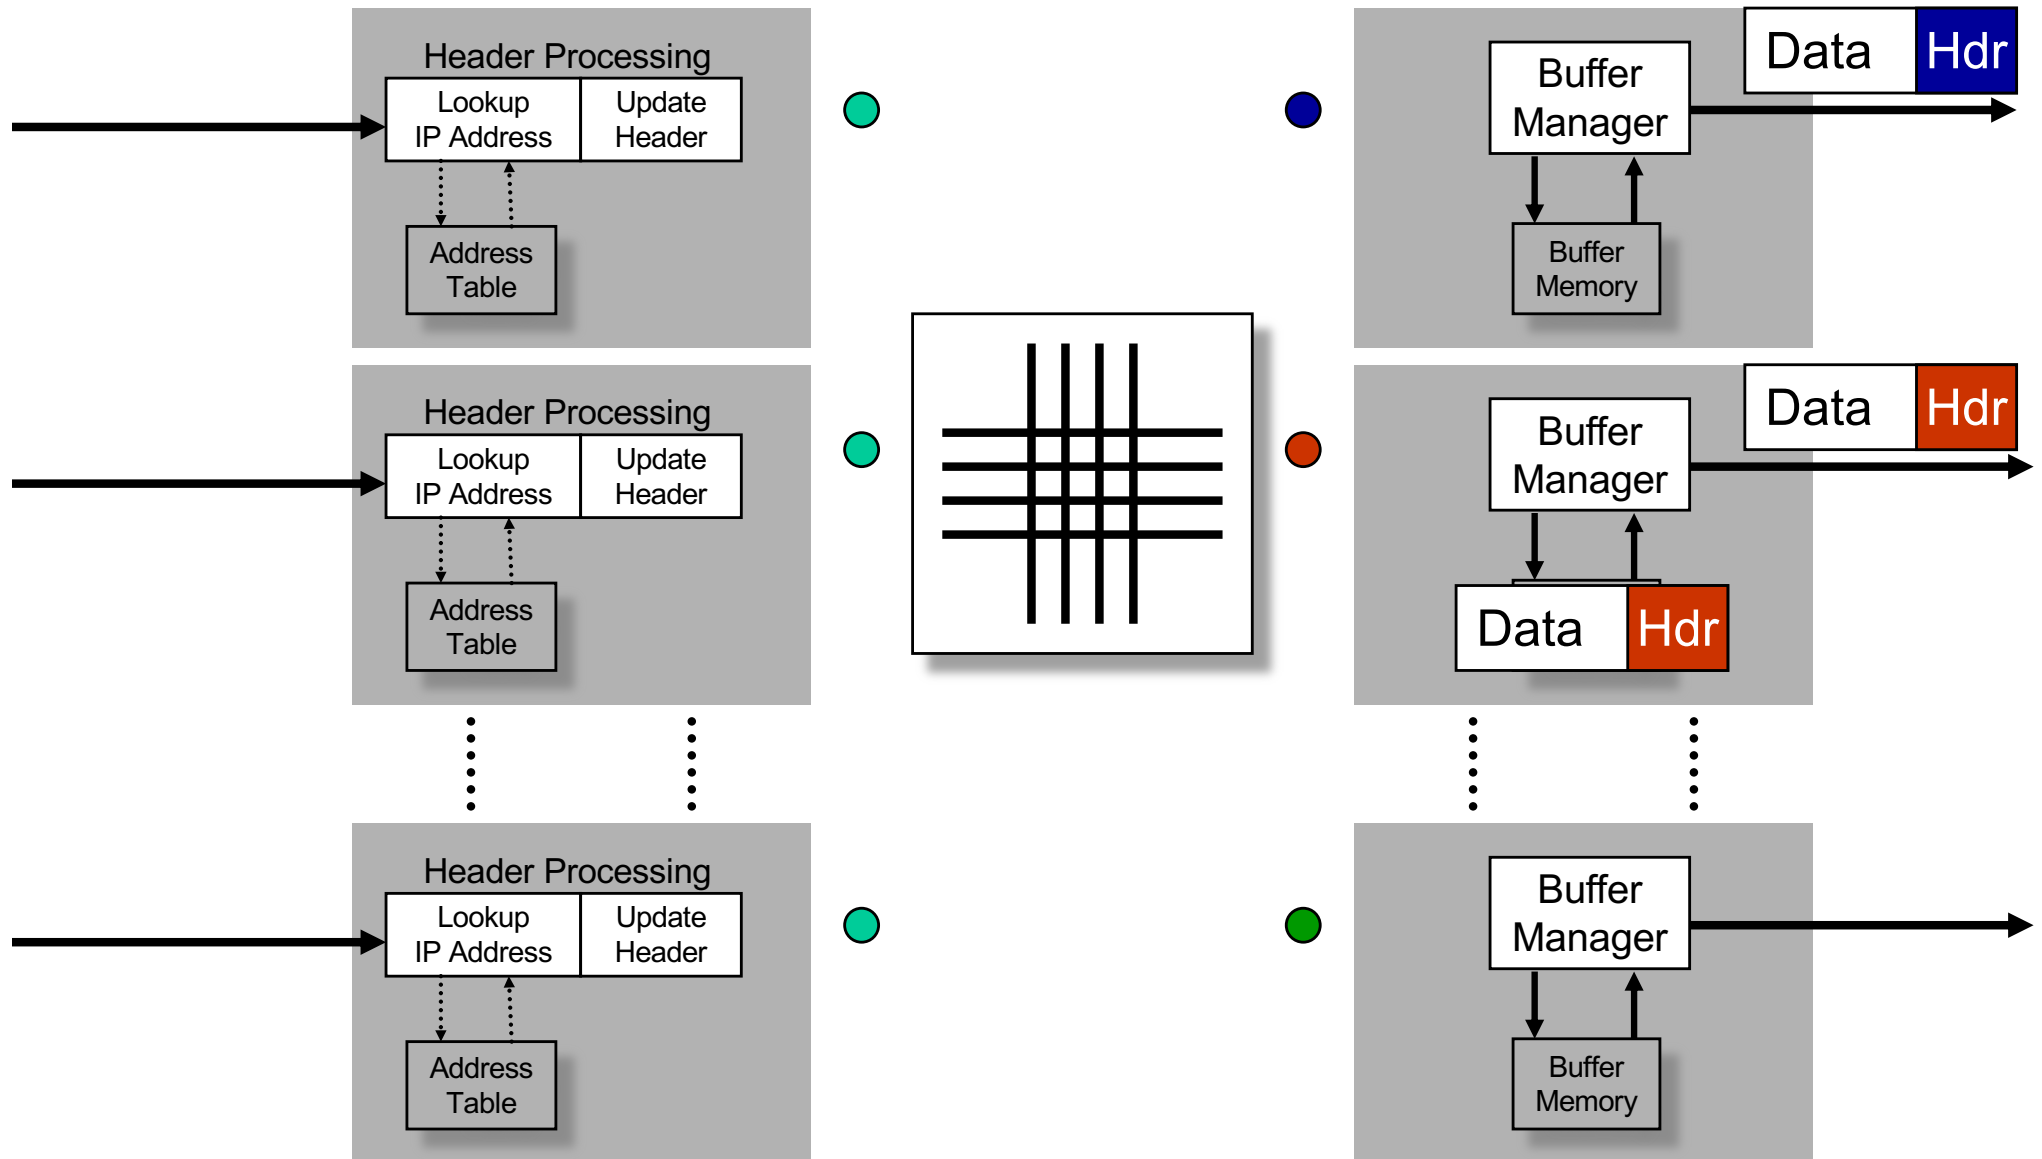 Header Processing
Lookup
IP Address
Update
Header
Address
Table
Buffer
Manager
Buffer
Memory
Data Hdr
Header Processing
Lookup
IP Address
Update
Header
Address
Table
Buffer
Manager
Data Hdr
Data Hdr
Header Processing
Lookup
IP Address
Update
Header
Address
Table
Buffer
Manager
Buffer
Memory